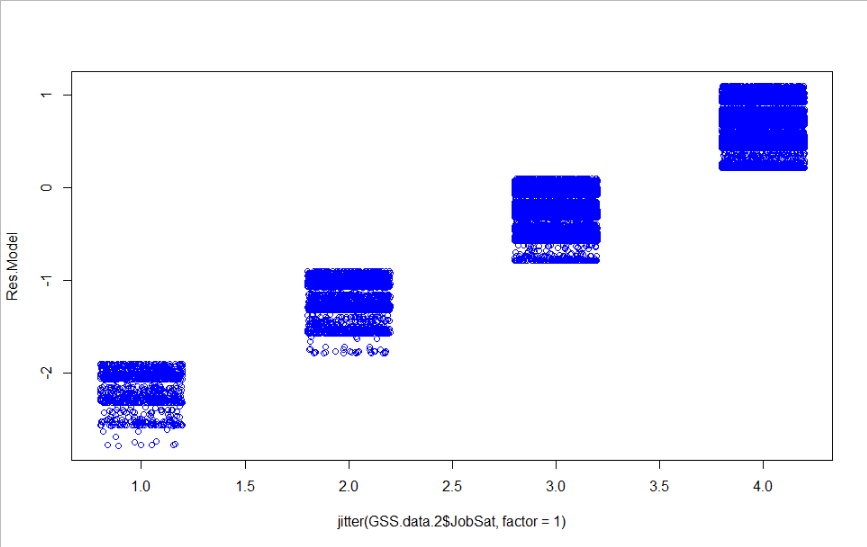 Res.Model
1
0
-1
-2
1.0 1.5 2.0 2.5 3.0 3.5 4.0
jitter(GSS.data.2$JobSat, factor = 1)